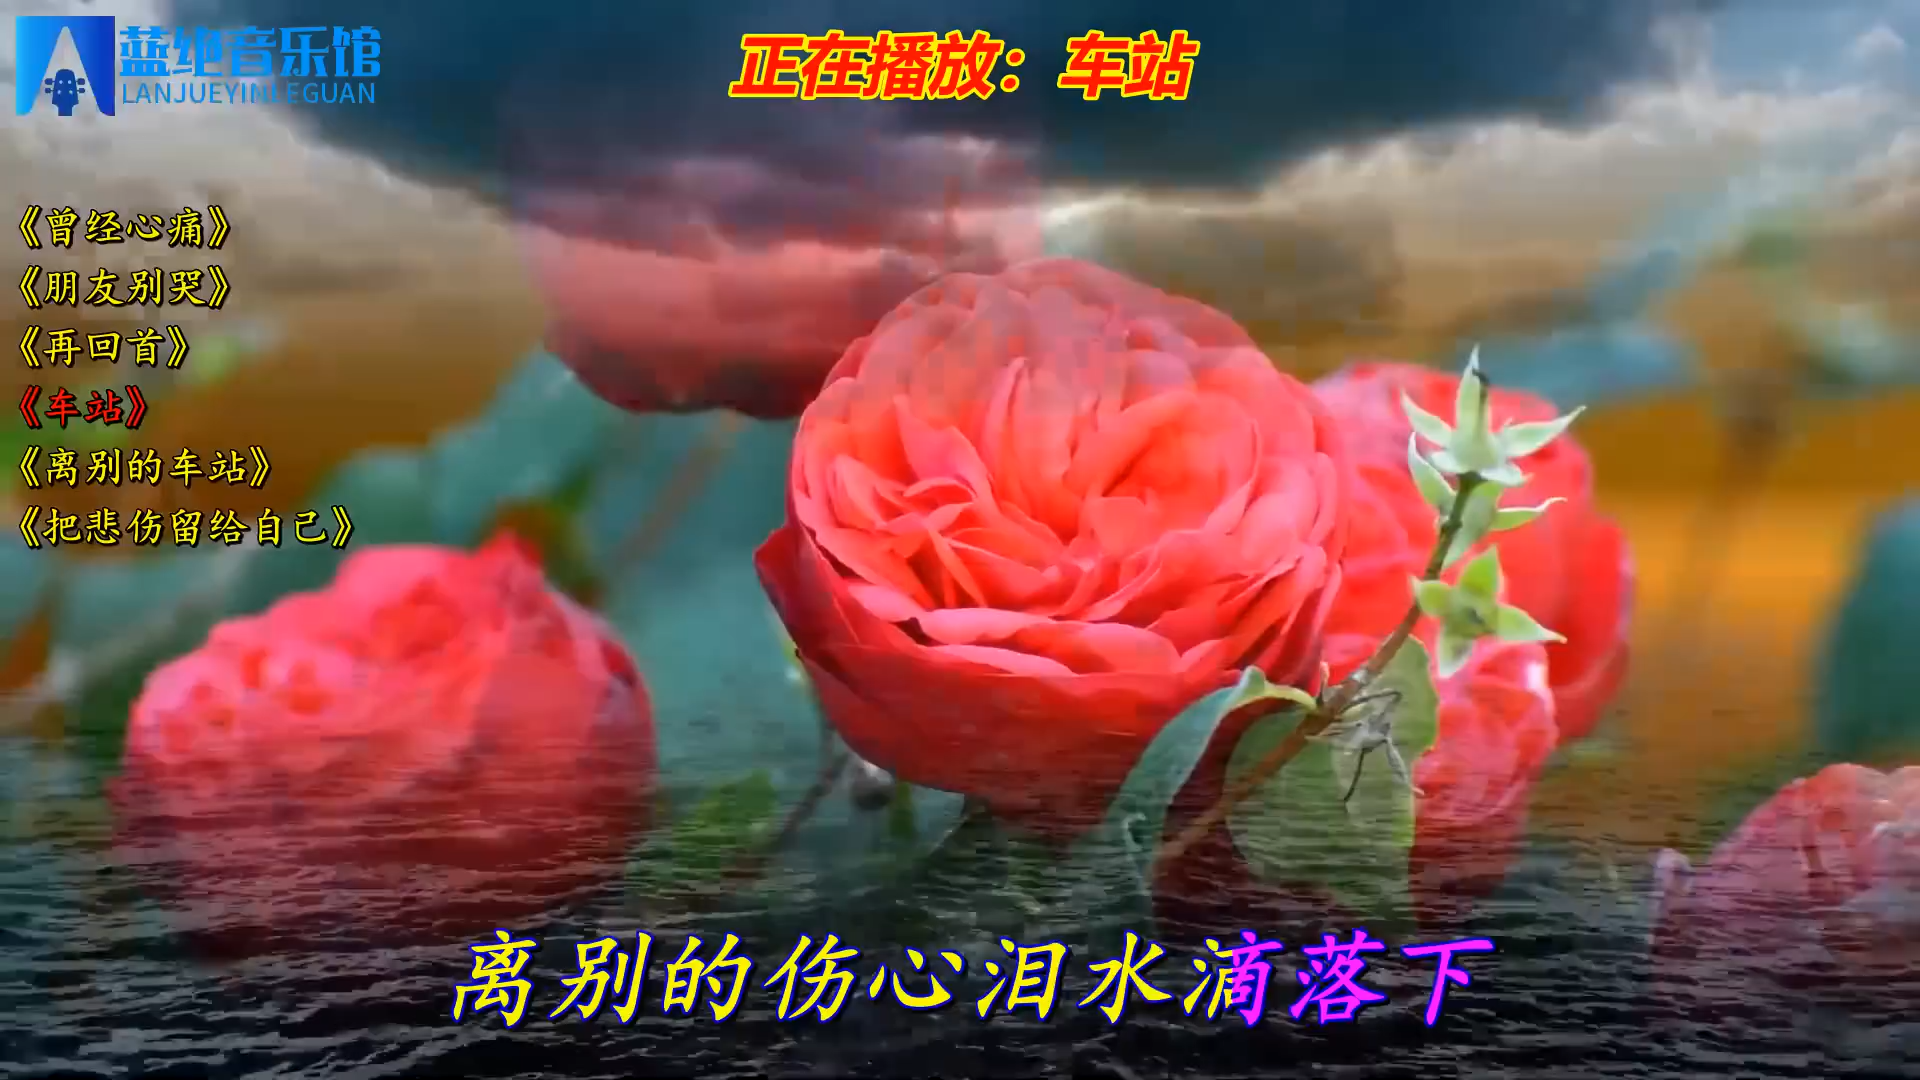 蓝绝音乐馆
LANJUEYINLEGUAN
正在播放：车站
《曾经心痛》
《朋友别哭》
《再回首》
《车站》
《离别的车站》
《把悲伤留给自己》
离别的伤心泪水滴落下